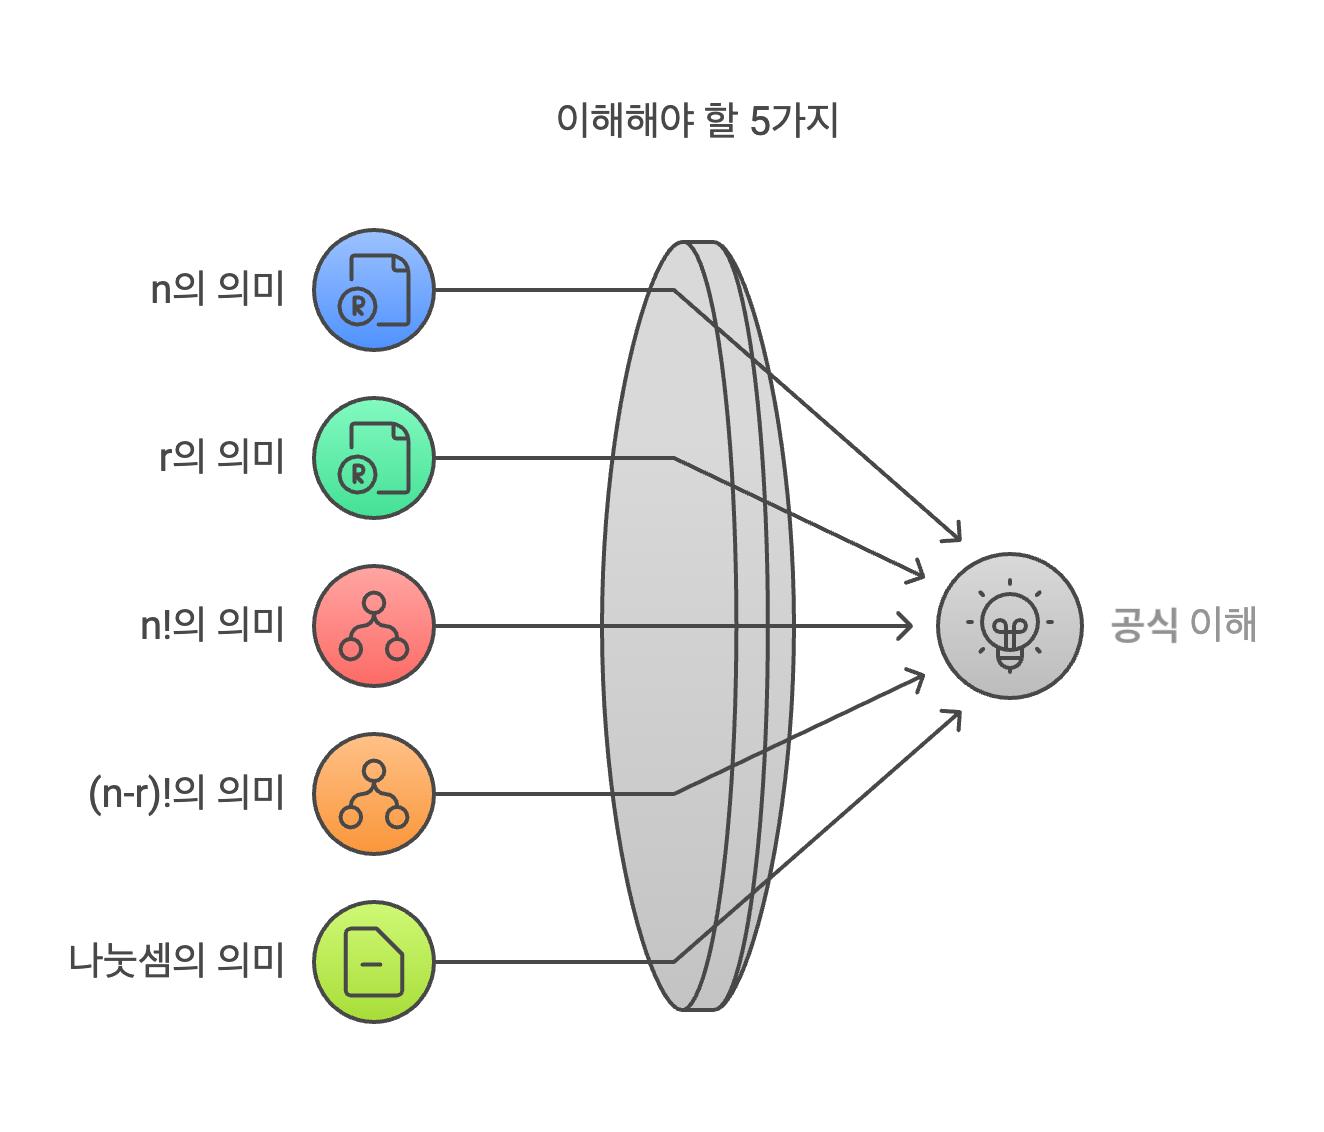 이해해야 할 5가지
n의 의미
R
r의 의미
R
n!의 의미
공식 이해
(n-r)!의 의미
나눗셈의 의미